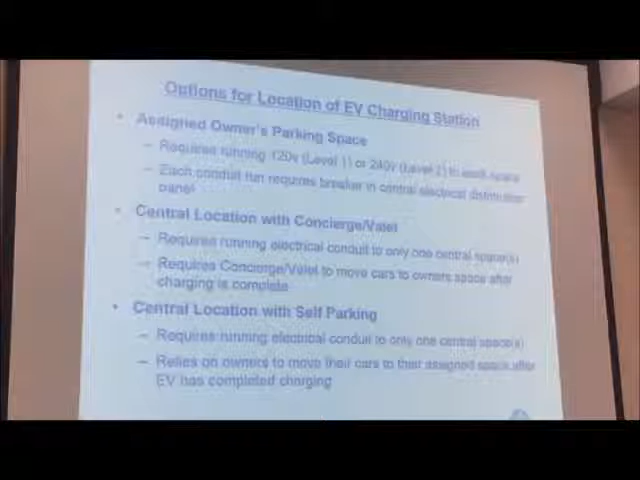 Options for Location of EV Charging Station
• Assigned Owner's Parking Space
– Requires running 120v (Level 1) or 240v (Level 2) to each space
– Each conduit run requires breaker in central electrical distribution
panel
• Central Location with Concierge/Valet
– Requires running electrical conduit to only one central space(s)
– Requires Concierge/Valet to move cars to owners space after
charging is complete
• Central Location with Self Parking
– Requires running electrical conduit to only one central space(s)
– Relies on owners to move their cars to their assigned space after
EV has completed charging